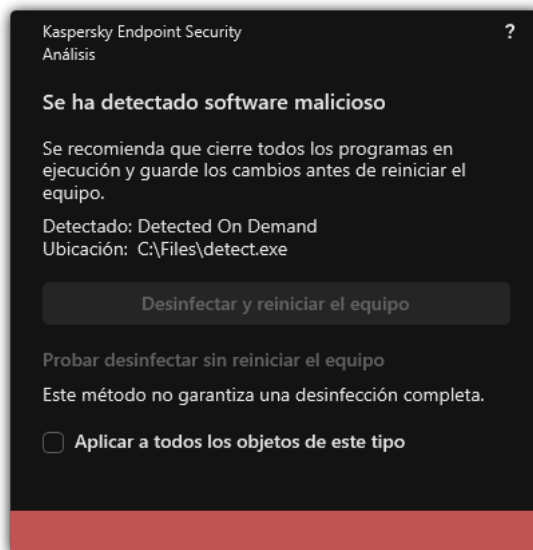 Kaspersky Endpoint Security ?
Análisis
Se ha detectado software malicioso
Se recomienda que cierre todos los programas en
ejecución y guarde los cambios antes de reiniciar el
equipo.
Detectado: Detected On Demand
Ubicación: C:\Files\detect.exe
Desinfectar y reiniciar el equipo
Probar desinfectar sin reiniciar el equipo
Este método no garantiza una desinfección completa.
Aplicar a todos los objetos de este tipo